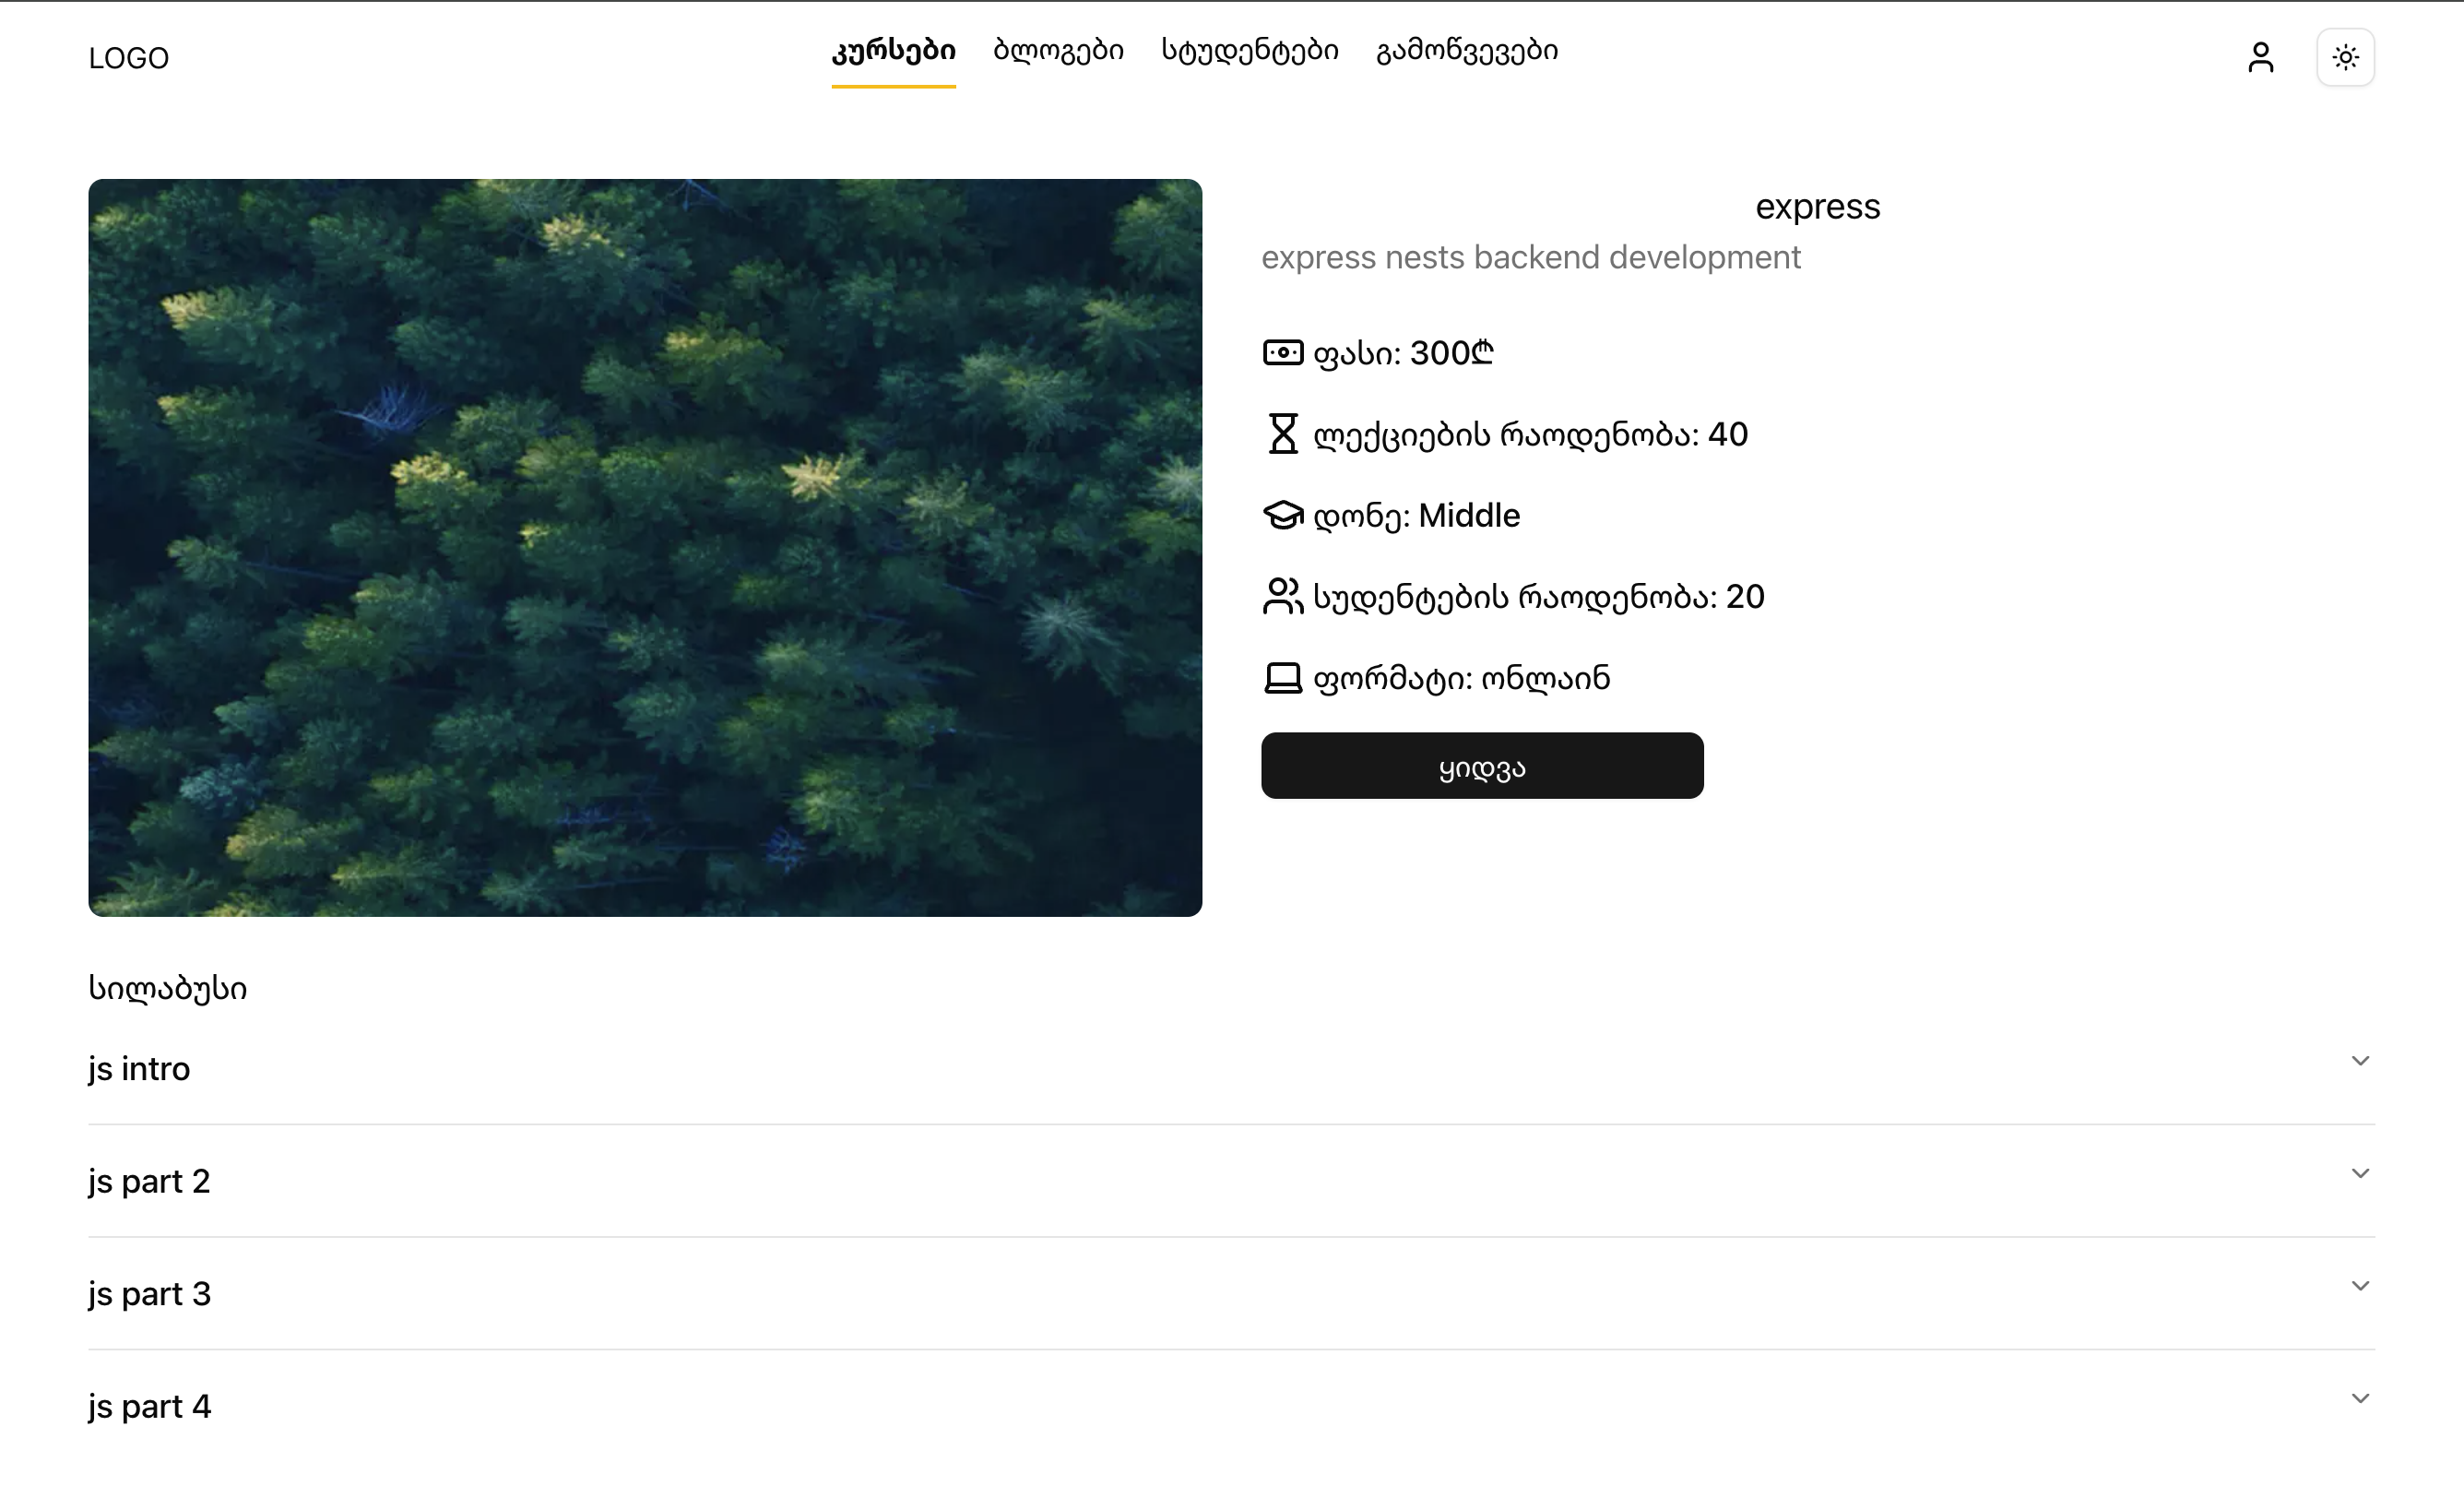 LOGO
კურსები ბლოგები სტუდენტები გამოწვევები
express
express nests backend development
ფასი: 300₾
ლექციების რაოდენობა: 40
დონე: Middle
სუდენტების რაოდენობა: 20
ფორმატი: ონლაინ
ყიდვა
სილაბუსი
js intro
js part 2
js part 3
js part 4